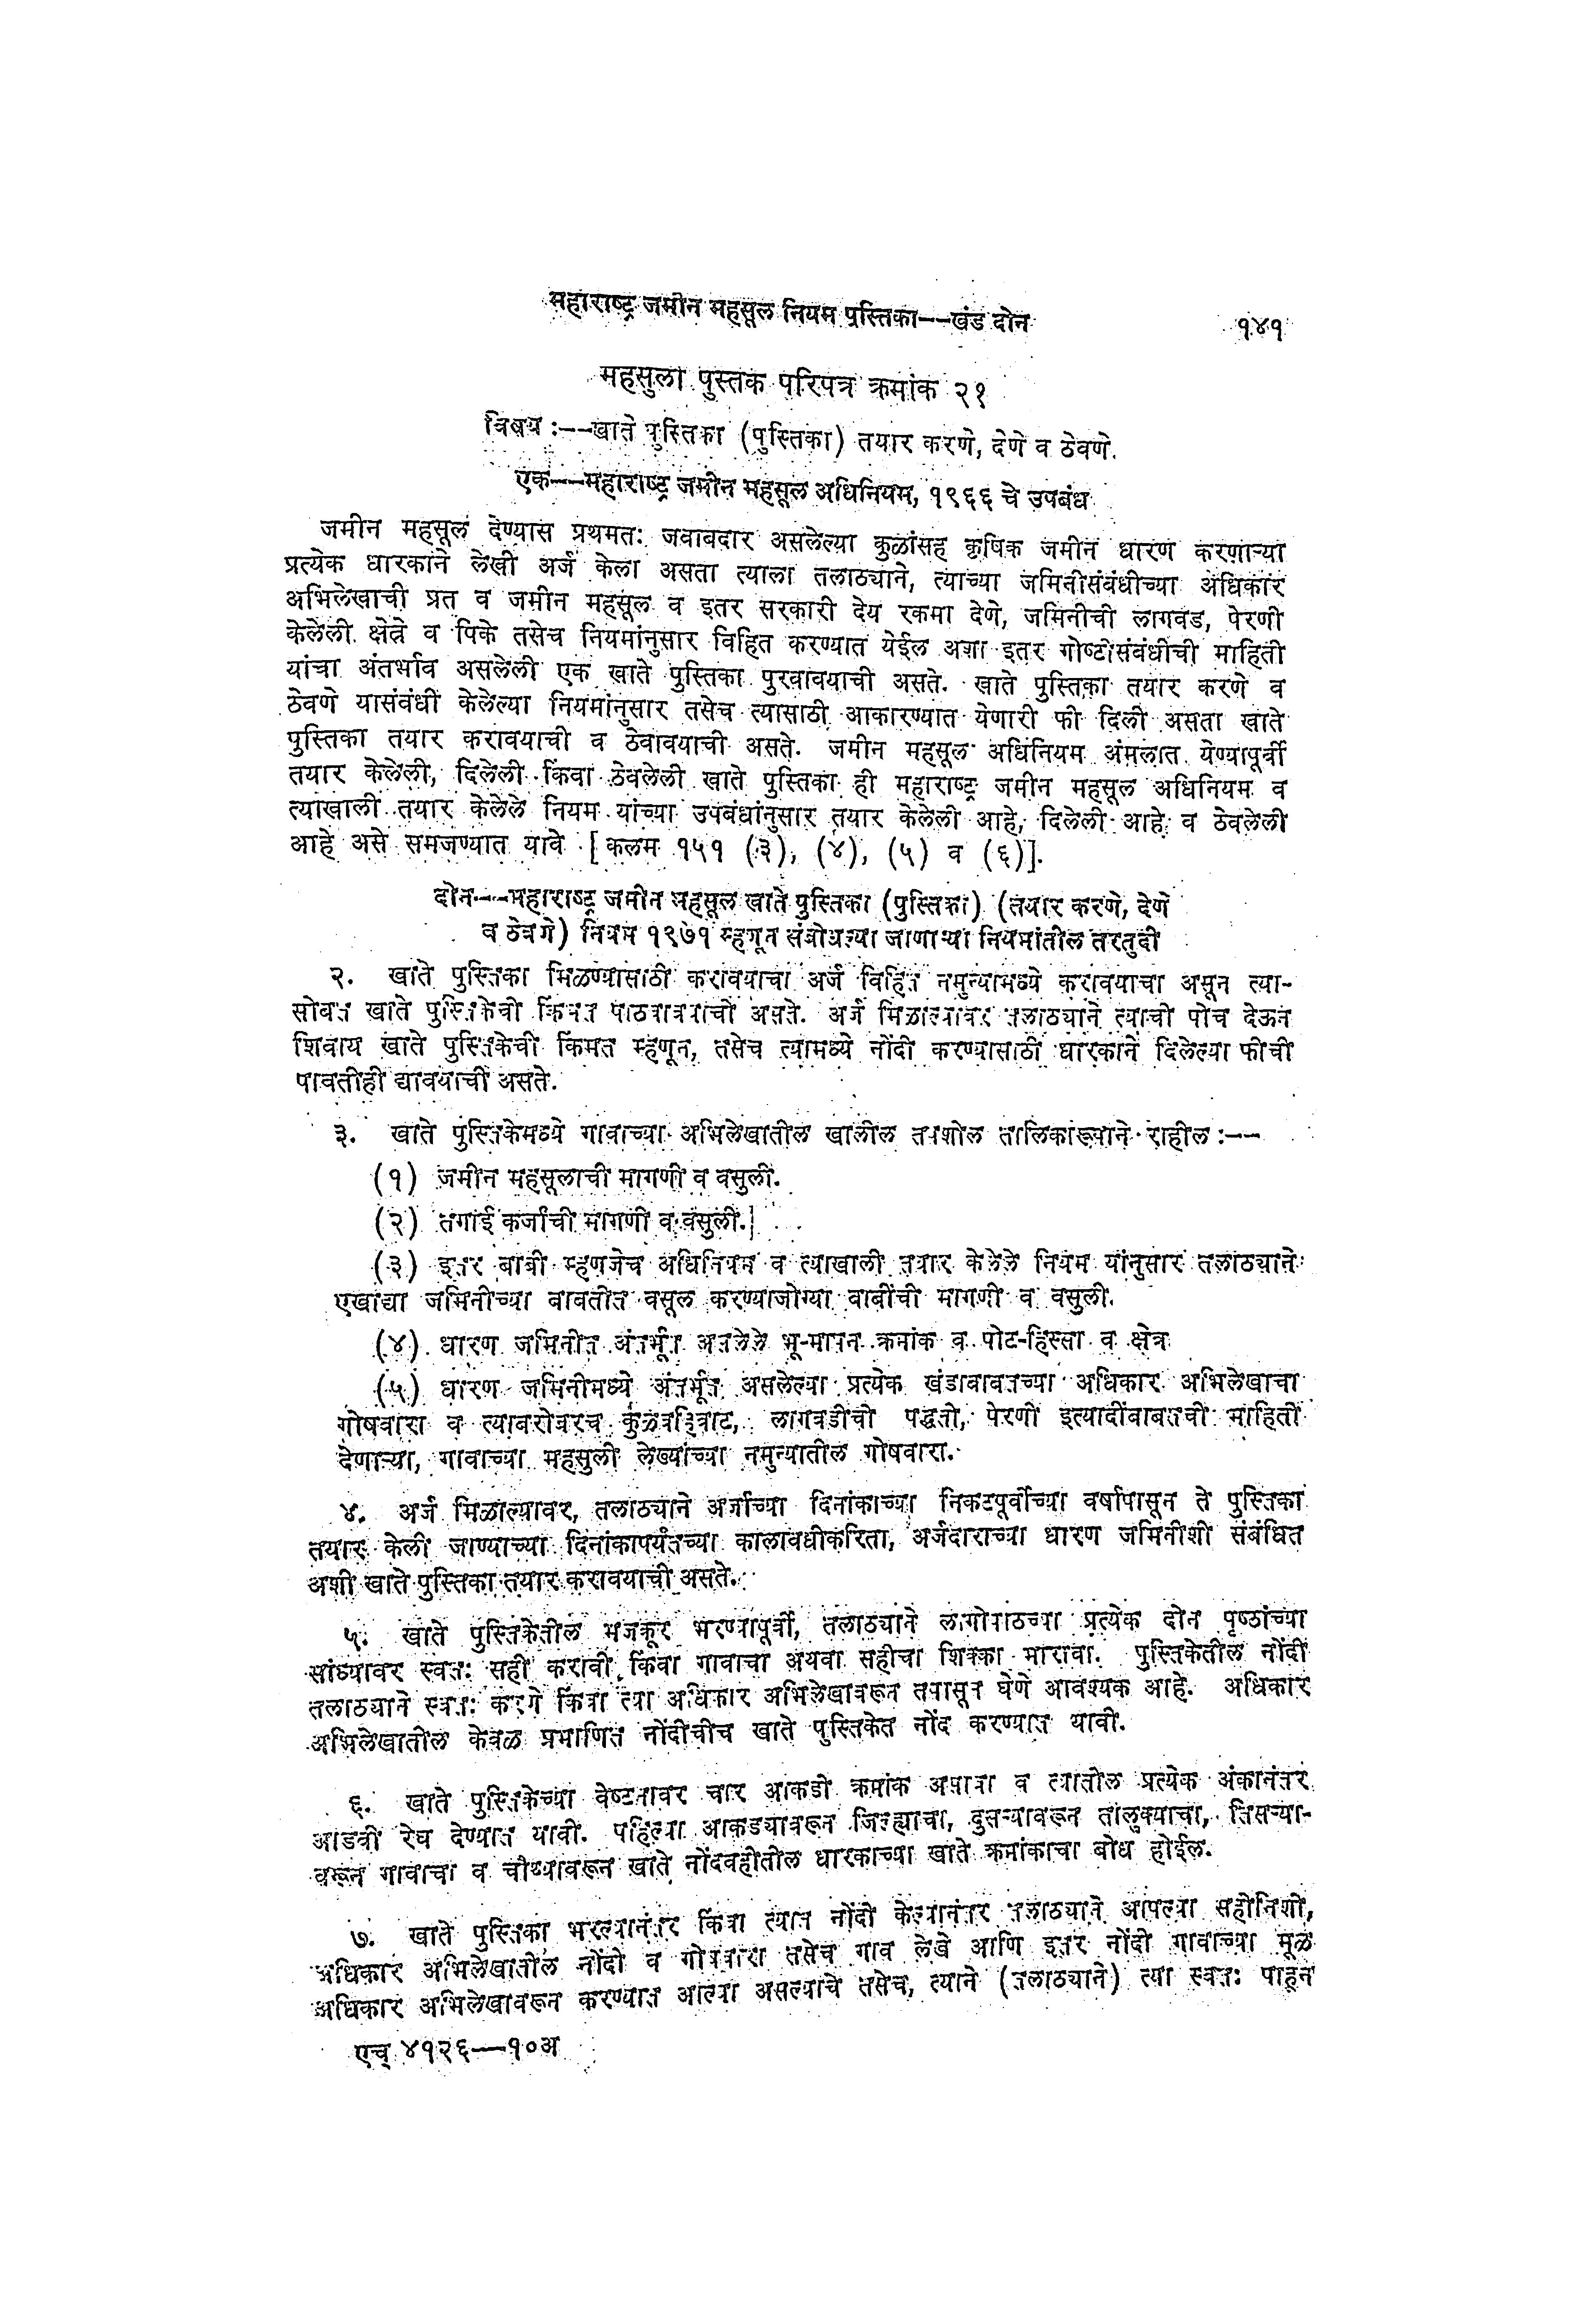 महाराष्ट्र जमीन महसूल नियम पुस्तिका--खंड दोन १४१
महसुली पुस्तक परिपत्र क्रमांक २१
विषय :--खाते पुस्तिका (पुस्तिका) तयार करणे, देणे व ठेवणे.
एक--महाराष्ट्र जमीन महसूल अधिनियम, १९६६ चे उपबंध
जमीन महसूल देण्यास प्रथमतः जवाबदार असलेल्या कुळांसह कृषिक जमीन धारण करणाऱ्या
प्रत्येक धारकाने लेखी अर्ज केला असता त्याला तलाठ्याने, त्याच्या जमिनीसंबंधीच्या अधिकार
अभिलेखाची प्रत व जमीन महसूल व इतर सरकारी देय रकमा देणे, जमिनीची लागवड, पेरणी
केलेली क्षेत्रे व पिके तसेच नियमांनुसार विहित करण्यात येईल अशा इतर गोष्टींसंबंधीची माहिती
यांचा अंतर्भाव असलेली एक खाते पुस्तिका पुरवावयाची असते. खाते पुस्तिका तयार करणे व
ठेवणे यासंबंधी केलेल्या नियमांनुसार तसेच त्यासाठी आकारण्यात येणारी फी दिली असता खाते
पुस्तिका तयार करावयाची व ठेवावयाची असते. जमीन महसूल अधिनियम अंमलात येण्यापूर्वी
तयार केलेली, दिलेली किंवा ठेवलेली खाते पुस्तिका ही महाराष्ट्र जमीन महसूल अधिनियम व
त्याखाली तयार केलेले नियम यांच्या उपबंधांनुसार तयार केलेली आहे, दिलेली आहे व ठेवलेली
आहे असे समजण्यात यावे [कलम १५१ (३), (४), (५) व (६)].
दोन--महाराष्ट्र जमीन महसूल खाते पुस्तिका (पुस्तिका) (तयार करणे, देणे
व ठेवणे) नियम १९७१ म्हणून संबोधल्या जाणाऱ्या नियमांतील तरतुदी
२. खाते पुस्तिका मिळण्यासाठी करावयाचा अर्ज विहित नमुन्यामध्ये करावयाचा असून त्या-
सोबत खाते पुस्तिकेची किंमत पाठवावयाची असते. अर्ज मिळाल्यावर तलाठ्याने त्याची पोच देऊन
शिवाय खाते पुस्तिकेची किंमत म्हणून, तसेच त्यामध्ये नोंदी करण्यासाठी धारकाने दिलेल्या फीची
पावतीही द्यावयाची असते.
३. खाते पुस्तिकेमध्ये गावाच्या अभिलेखातील खालील तपशील तालिकारूपाने राहील :--
(१) जमीन महसूलाची मागणी व वसुली.
(२) तगाई कर्जांची मागणी व वसुली.
(३) इतर बाबी म्हणजेच अधिनियम व त्याखाली तयार केलेले नियम यांनुसार तलाठ्याने
एखाद्या जमिनीच्या बाबतीत वसूल करण्याजोग्या बाबींची मागणी व वसुली.
(४) धारण जमिनीत अंतर्भूत असलेले भू-मापन क्रमांक व पोट-हिस्सा व क्षेत्र
(५) धारण जमिनीमध्ये अंतर्भूत असलेल्या प्रत्येक खंडाबाबतच्या अधिकार अभिलेखाचा
गोषवारा व त्याबरोबरच कुळवहिवाट, लागवडीची पद्धती, पेरणी इत्यादींबाबतची माहिती
देणाऱ्या, गावाच्या महसुली लेख्यांच्या नमुन्यातील गोषवारा.
४. अर्ज मिळाल्यावर, तलाठ्याने अर्जाच्या दिनांकाच्या निकटपूर्वीच्या वर्षापासून ते पुस्तिका
तयार केली जाण्याच्या दिनांकापर्यंतच्या कालावधीकरिता, अर्जदाराच्या धारण जमिनीशी संबंधित
अशी खाते पुस्तिका तयार करावयाची असते.
५. खाते पुस्तिकेतील मजकूर भरण्यापूर्वी, तलाठ्याने लागोपाठच्या प्रत्येक दोन पृष्ठांच्या
सांध्यावर स्वतः सही करावी किंवा गावाचा अथवा सहीचा शिक्का मारावा. पुस्तिकेतील नोंदी
तलाठ्याने स्वतः करणे किंवा त्या अधिकार अभिलेखावरून तपासून घेणे आवश्यक आहे. अधिकार
अभिलेखातील केवळ प्रमाणित नोंदीचीच खाते पुस्तिकेत नोंद करण्यात यावी.
६. खाते पुस्तिकेच्या वेष्टनावर चार आकडी क्रमांक असावा व त्यातील प्रत्येक अंकानंतर
आडवी रेघ देण्यात यावी. पहिल्या आकड्यावरून जिल्ह्याचा, दुसऱ्यावरून तालुक्याचा, तिसऱ्या-
वरून गावाचा व चौथ्यावरून खाते नोंदवहीतील धारकाच्या खाते क्रमांकाचा बोध होईल.
७. खाते पुस्तिका भरल्यानंतर किंवा त्यात नोंदी केल्यानंतर तलाठ्याने आपल्या सहीनिशी,
अधिकार अभिलेखातील नोंदी व गोषवारा तसेच गाव लेखे आणि इतर नोंदी गावाच्या मूळ
अधिकार अभिलेखावरून करण्यात आल्या असल्याचे तसेच, त्याने (तलाठ्याने) त्या स्वतः पाहून
एच् ४१२६—१०अ